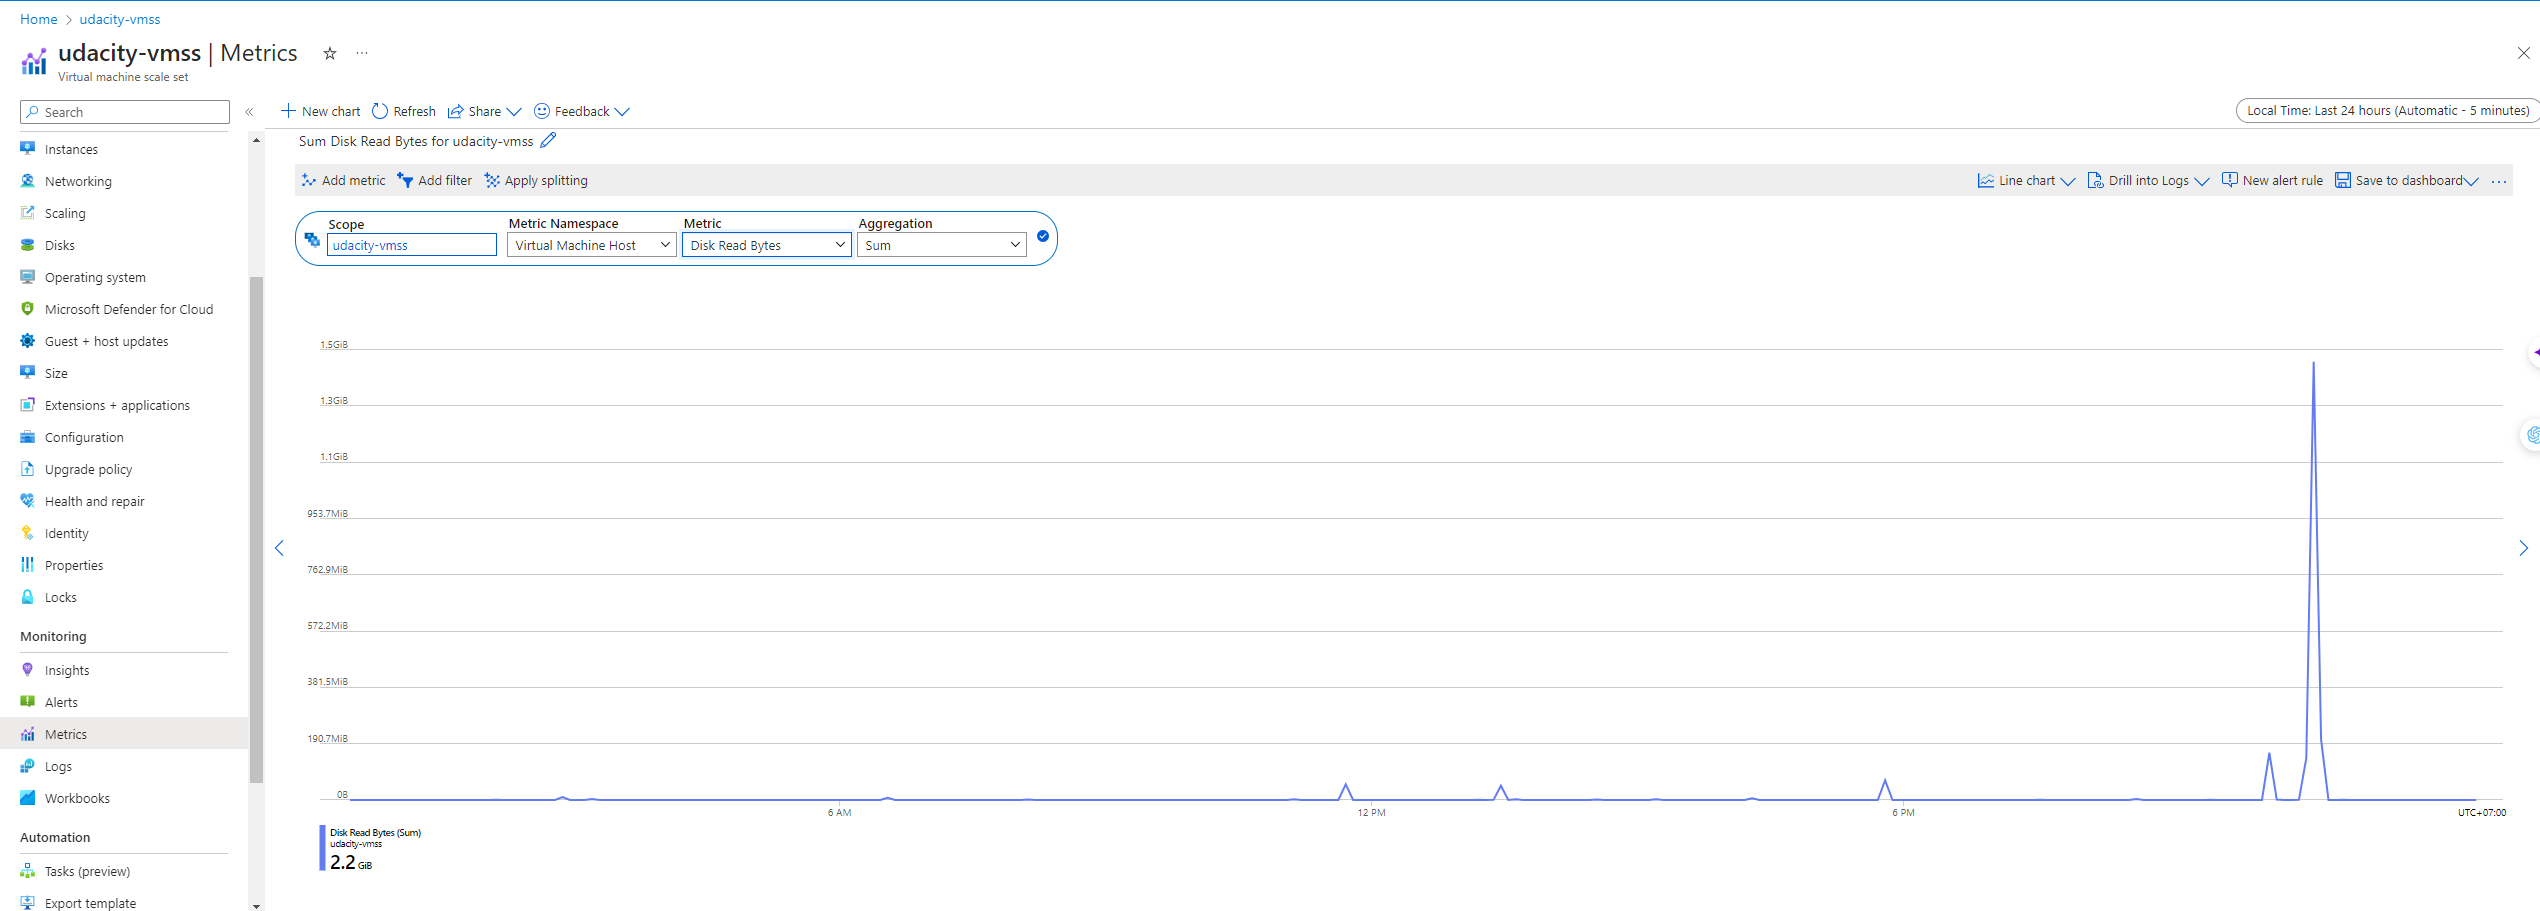 Home > udacity-vmss
udacity-vmss | Metrics
Virtual machine scale set
Search
New chart Refresh Share Feedback
Local Time: Last 24 hours (Automatic - 5 minutes)
Instances
Networking
Scaling
Disks
Operating system
Microsoft Defender for Cloud
Guest + host updates
Size
Extensions + applications
Configuration
Upgrade policy
Health and repair
Identity
Properties
Locks
Monitoring
Insights
Alerts
Metrics
Logs
Workbooks
Automation
Tasks (preview)
Export template
Sum Disk Read Bytes for udacity-vmss
Add metric Add filter Apply splitting
Line chart Drill into Logs New alert rule Save to dashboard
Scope Metric Namespace Metric Aggregation
udacity-vmss Virtual Machine Host Disk Read Bytes Sum
1.5GiB
1.3GiB
1.1GiB
953.7MiB
762.9MiB
572.2MiB
381.5MiB
190.7MiB
0B
6 AM 12 PM 6 PM UTC+07:00
Disk Read Bytes (Sum)
udacity-vmss
2.2 GiB